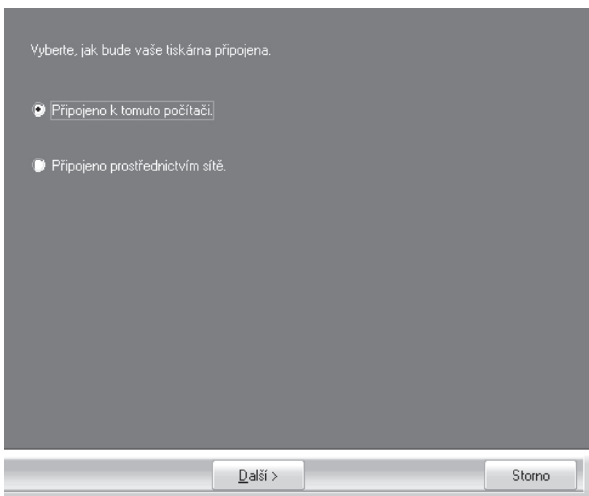 Vyberte, jak bude vaše tiskárna připojena.
Připojeno k tomuto počítači.
Připojeno prostřednictvím sítě.
Další >
Storno